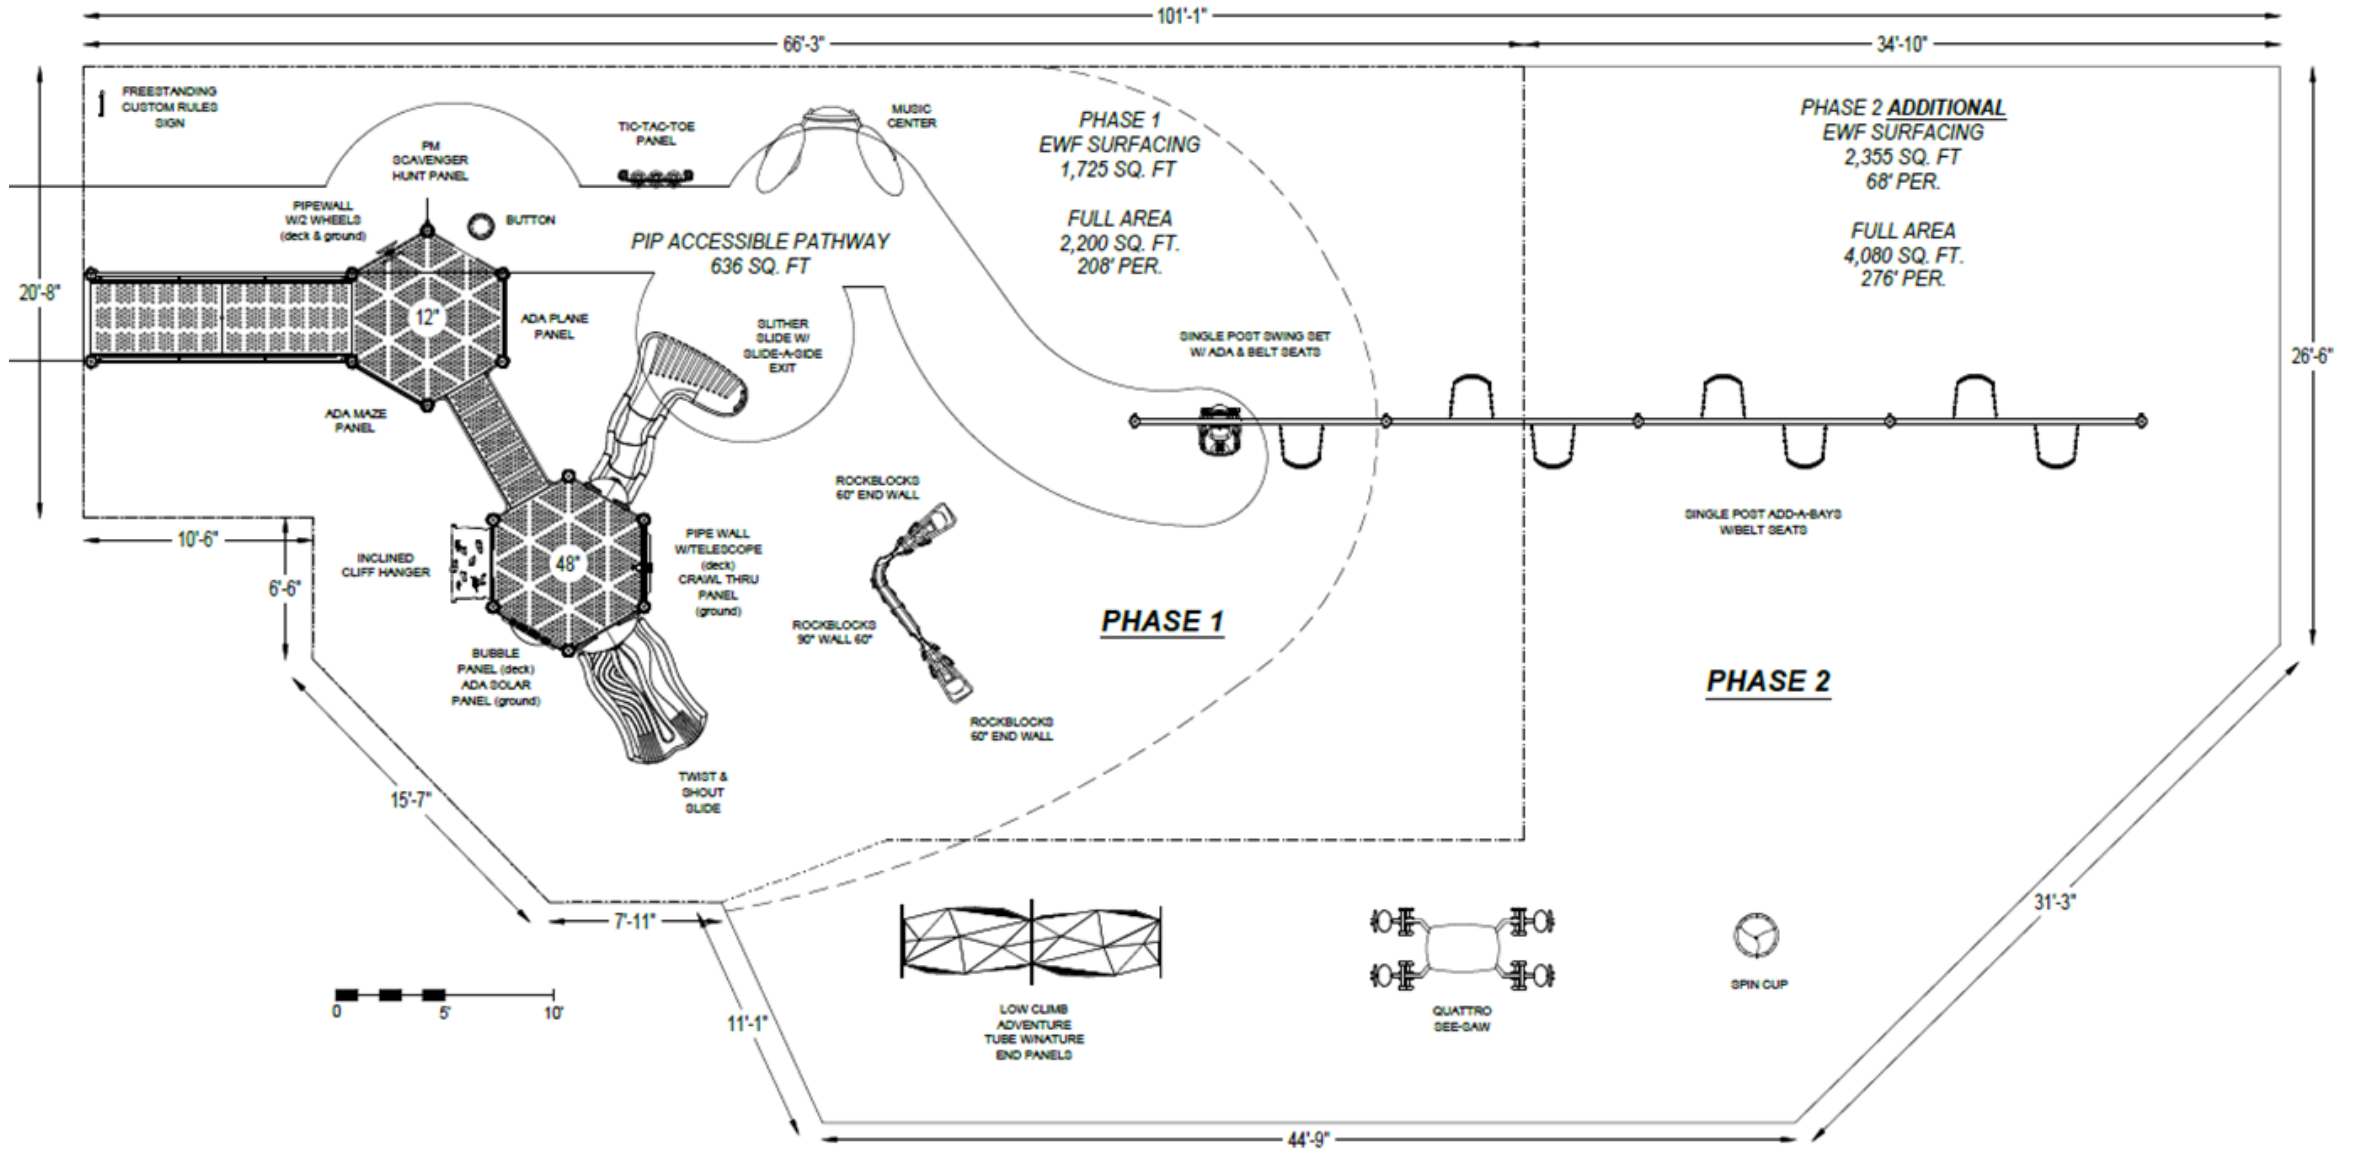 101'-1"
66'-3"
34'-10"
FREESTANDING
CUSTOM RULES
SIGN
PM
SCAVENGER
HUNT PANEL
TIC-TAC-TOE
PANEL
MUSIC
CENTER
PHASE 1
EWF SURFACING
1,725 SQ. FT
FULL AREA
2,200 SQ. FT.
208' PER.
PHASE 2 ADDITIONAL
EWF SURFACING
2,355 SQ. FT
68' PER.
FULL AREA
4,080 SQ. FT.
276' PER.
PIPEWALL
W/2 WHEELS
(deck & ground)
BUTTON
PIP ACCESSIBLE PATHWAY
636 SQ. FT
20'-8"
12"
ADA PLANE
PANEL
SLITHER
SLIDE W/
SLIDE-A-SIDE
EXIT
SINGLE POST SWING SET
W/ ADA & BELT SEATS
26'-6"
ADA MAZE
PANEL
ROCKBLOCKS
60" END WALL
SINGLE POST ADD-A-BAYS
W/BELT SEATS
10'-6"
6'-6"
INCLINED
CLIFF HANGER
48"
PIPE WALL
W/TELESCOPE
(deck)
CRAWL THRU
PANEL
(ground)
ROCKBLOCKS
90° WALL 60"
PHASE 1
BUBBLE
PANEL (deck)
ADA SOLAR
PANEL (ground)
PHASE 2
ROCKBLOCKS
60" END WALL
TWIST &
SHOUT
SLIDE
15'-7"
7'-11"
31'-3"
0
5'
10'
11'-1"
LOW CLIMB
ADVENTURE
TUBE W/NATURE
END PANELS
QUATTRO
SEE-SAW
SPIN CUP
44'-9"